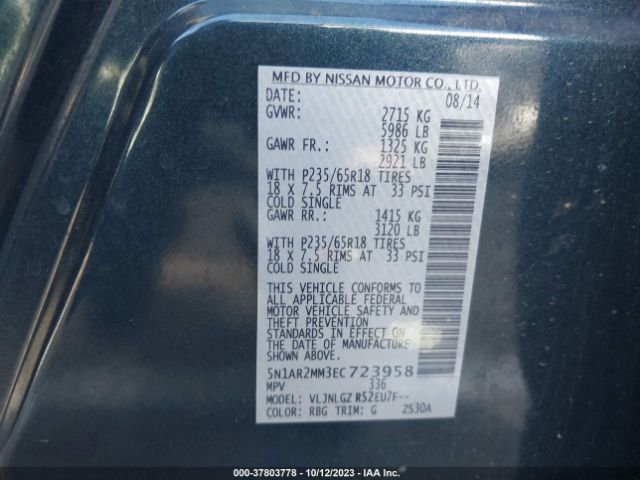 MFD BY NISSAN MOTOR CO., LTD.
DATE: 08/14
GVWR: 2715 KG
5986 LB
GAWR FR.: 1325 KG
2921 LB
WITH P235/65R18 TIRES
18 X 7.5 RIMS AT 33 PSI
COLD SINGLE
GAWR RR.: 1415 KG
3120 LB
WITH P235/65R18 TIRES
18 X 7.5 RIMS AT 33 PSI
COLD SINGLE
THIS VEHICLE CONFORMS TO
ALL APPLICABLE FEDERAL
MOTOR VEHICLE SAFETY AND
THEFT PREVENTION
STANDARDS IN EFFECT ON
THE DATE OF MANUFACTURE
SHOWN ABOVE.
5N1AR2MM3EC723958
MPV 336
MODEL: VLJNLGZ R52EU7F--
COLOR: RBG TRIM: G ZS30A
000-37803778 - 10/12/2023 - IAA Inc.